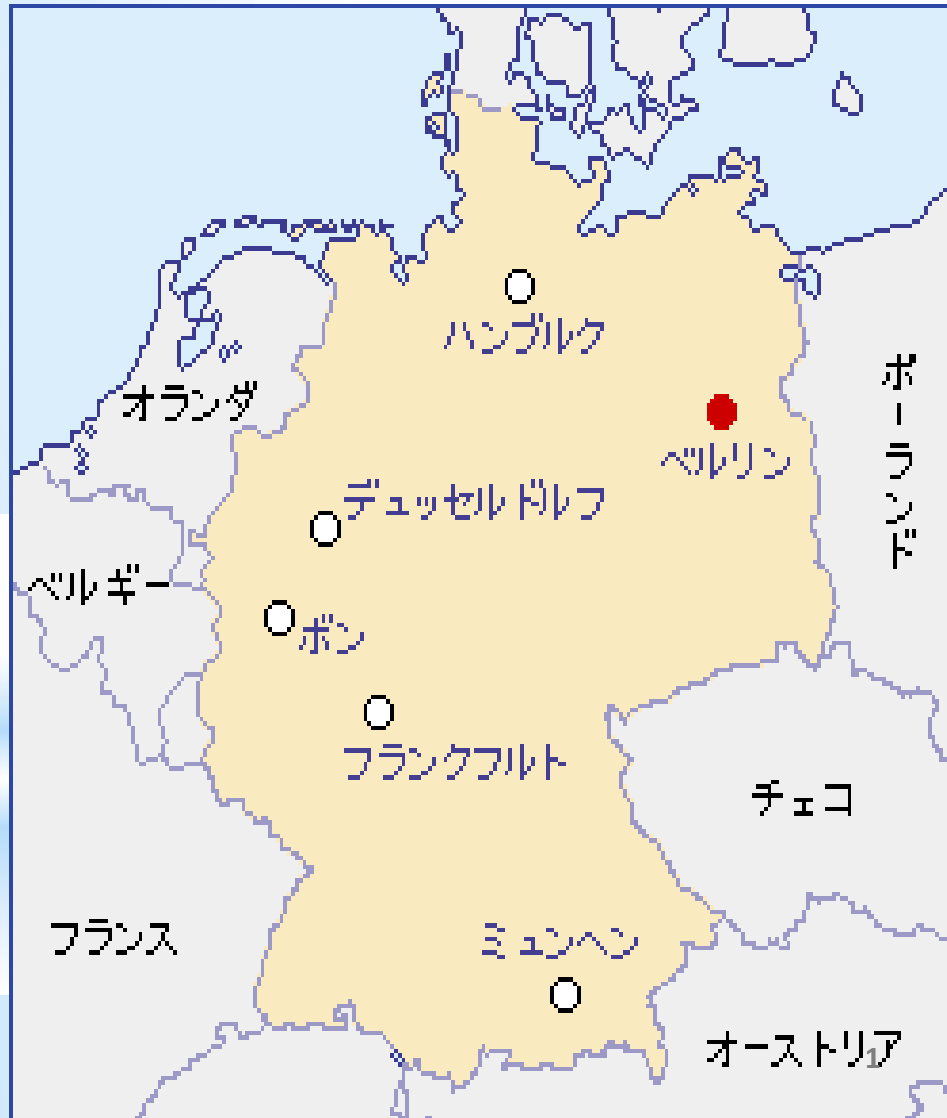 ハンブルク
オランダ
ポーランド
ベルリン
デュッセルドルフ
ベルギー
ボン
フランクフルト
チェコ
フランス
ミュンヘン
オーストリア
1